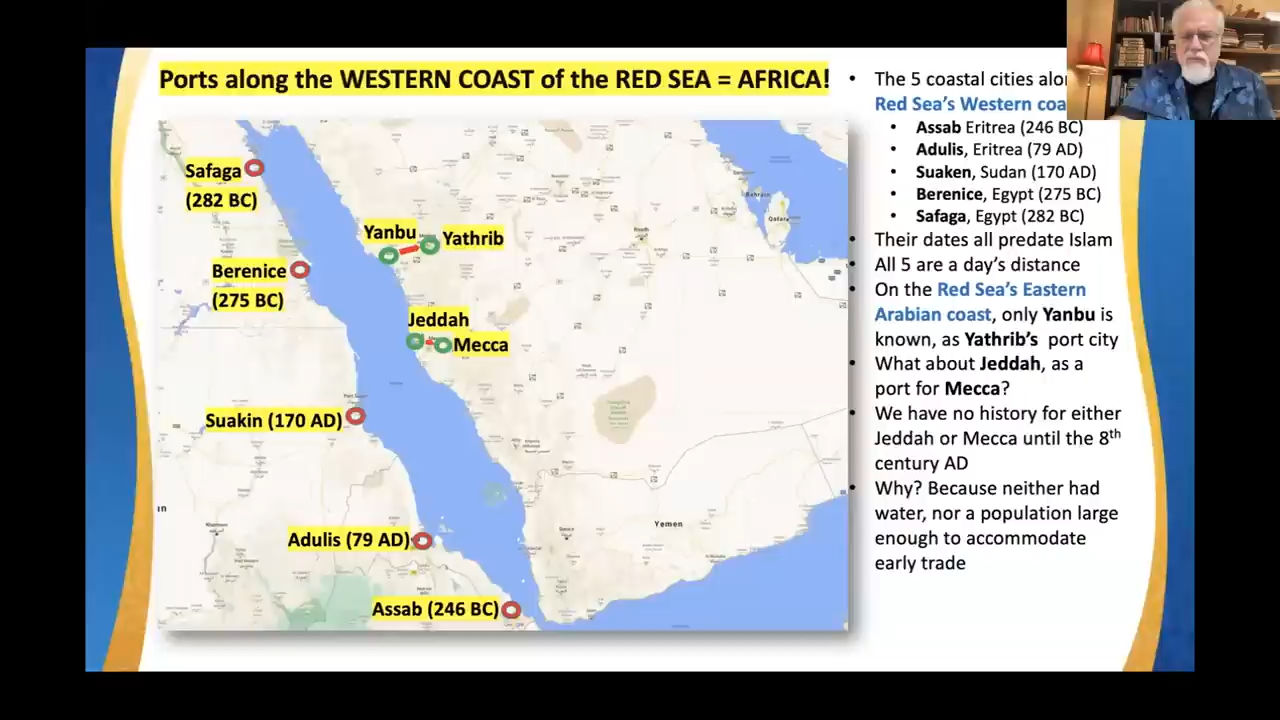 Ports along the WESTERN COAST of the RED SEA = AFRICA!
Safaga
(282 BC)
Yanbu
Yathrib
Berenice
(275 BC)
Jeddah
Mecca
Suakin (170 AD)
Adulis (79 AD)
Assab (246 BC)
Bahrain
Qatar
Riyadh
Yemen
• The 5 coastal cities
Red Sea's Western
• Assab Eritrea (246 BC)
• Adulis, Eritrea (79 AD)
• Suaken, Sudan (170 AD)
• Berenice, Egypt (275 BC)
• Safaga, Egypt (282 BC)
• Their dates all predate Islam
• All 5 are a day's distance
• On the Red Sea's Eastern
Arabian coast, only Yanbu is
known, as Yathrib's port city
• What about Jeddah, as a
port for Mecca?
• We have no history for either
Jeddah or Mecca until the 8th
century AD
• Why? Because neither had
water, nor a population large
enough to accommodate
early trade